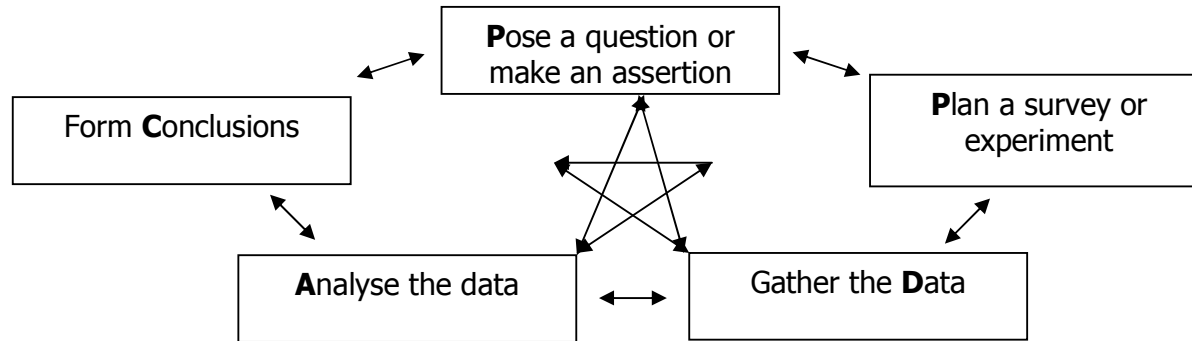 Pose a question or
make an assertion
Form Conclusions
Plan a survey or
experiment
Analyse the data
Gather the Data